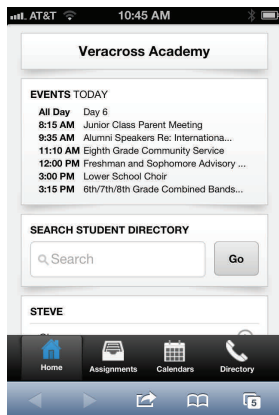 AT&T 10:45 AM
Veracross Academy
EVENTS TODAY
All Day Day 6
8:15 AM Junior Class Parent Meeting
9:35 AM Alumni Speakers Re: Internationa...
11:10 AM Eighth Grade Community Service
12:00 PM Freshman and Sophomore Advisory ...
3:00 PM Lower School Choir
3:15 PM 6th/7th/8th Grade Combined Bands...
SEARCH STUDENT DIRECTORY
Search Go
STEVE
Home Assignments Calendars Directory
5